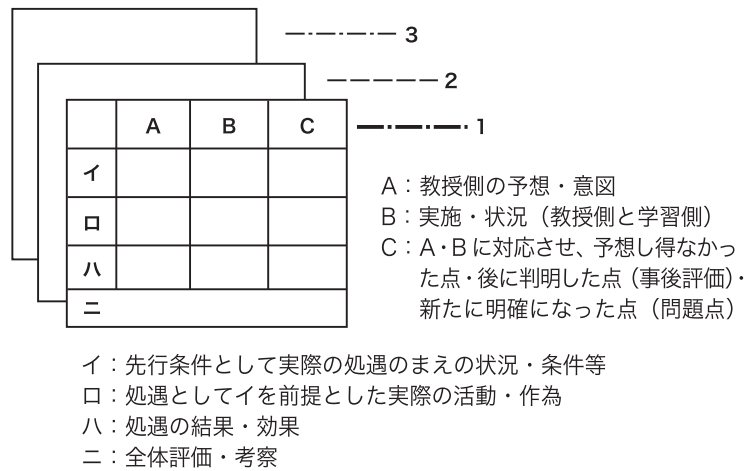 3
2
A B C 1
イ
ロ
ハ
ニ
A：教授側の予想・意図
B：実施・状況（教授側と学習側）
C：A・Bに対応させ、予想し得なかっ
た点・後に判明した点（事後評価）・
新たに明確になった点（問題点）
イ：先行条件として実際の処遇のまえの状況・条件等
ロ：処遇としてイを前提とした実際の活動・作為
ハ：処遇の結果・効果
ニ：全体評価・考察